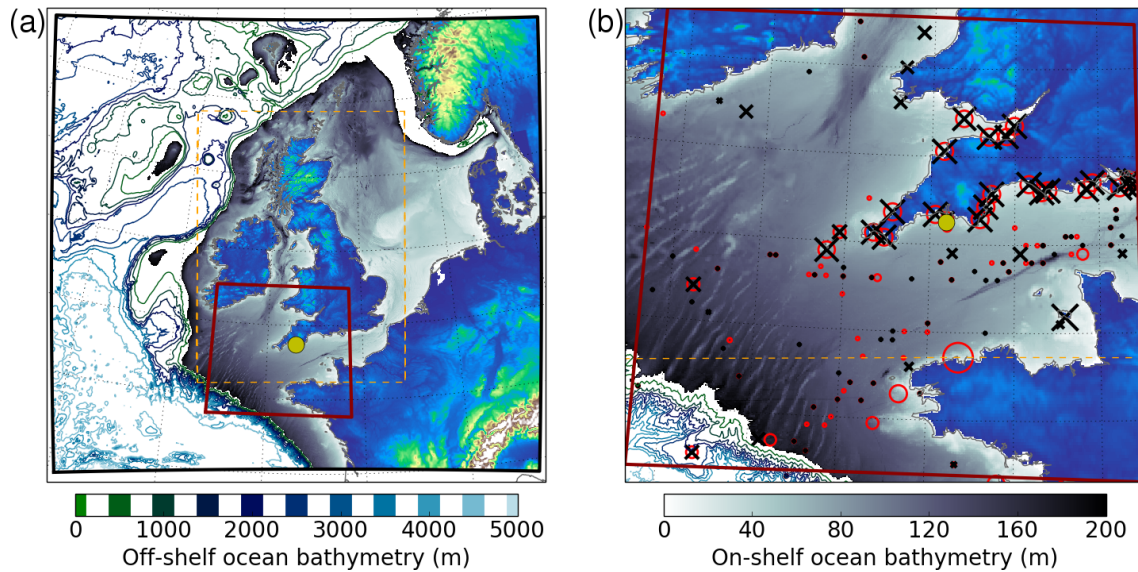 (a)
(b)
0 1000 2000 3000 4000 5000
Off-shelf ocean bathymetry (m)
0 40 80 120 160 200
On-shelf ocean bathymetry (m)